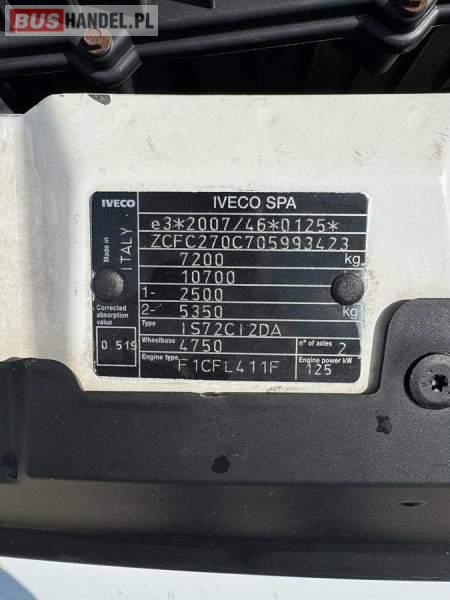 BUSHANDEL.PL
IVECO IVECO SPA
e3*2007/46*0125*
ZCFC270C705993423
Made in ITALY
7200 kg
10700
1- 2500
2- 5350 kg
Corrected absorption value
0.519
Type IS72CI2DA
Wheelbase 4750 n° of axles 2
Engine type F1CFL411F Engine power kW 125